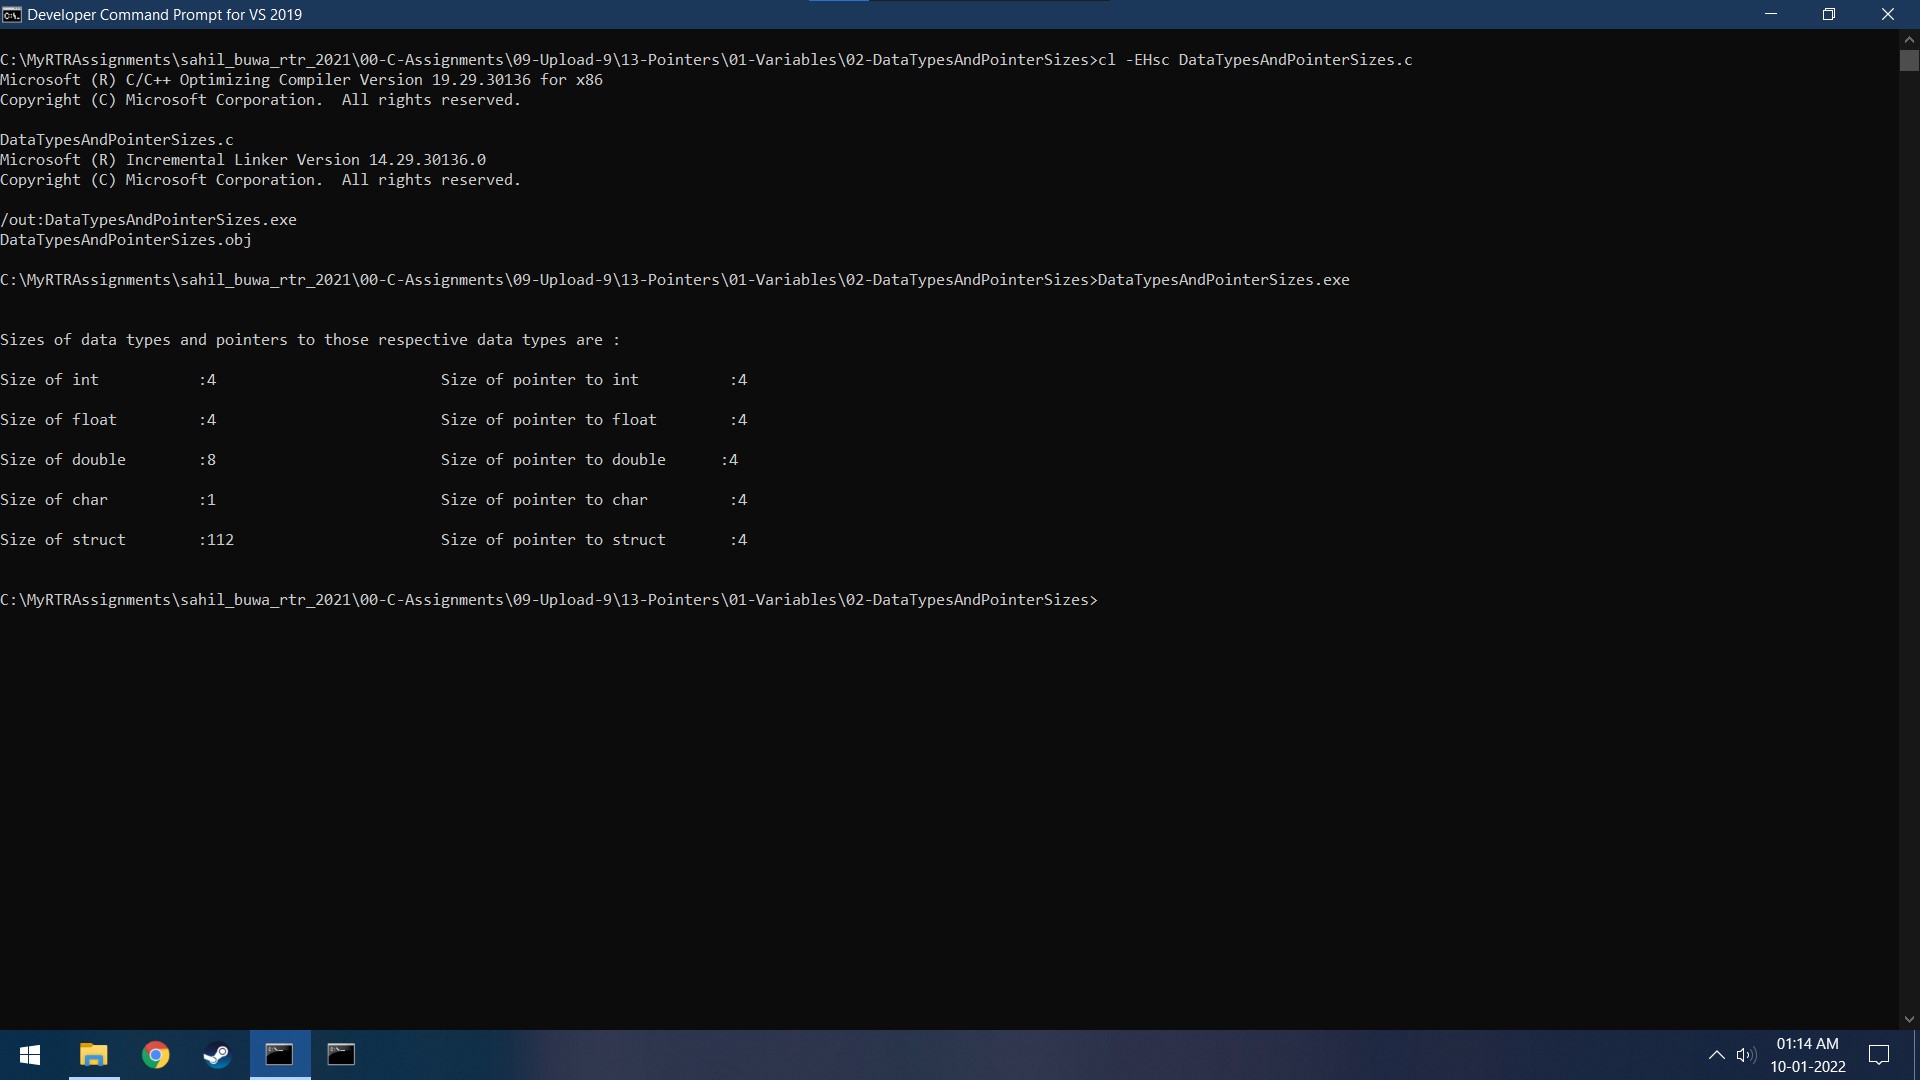 Developer Command Prompt for VS 2019
C:\MyRTRAssignments\sahil_buwa_rtr_2021\00-C-Assignments\09-Upload-9\13-Pointers\01-Variables\02-DataTypesAndPointerSizes>cl -EHsc DataTypesAndPointerSizes.c
Microsoft (R) C/C++ Optimizing Compiler Version 19.29.30136 for x86
Copyright (C) Microsoft Corporation.  All rights reserved.
DataTypesAndPointerSizes.c
Microsoft (R) Incremental Linker Version 14.29.30136.0
Copyright (C) Microsoft Corporation.  All rights reserved.
/out:DataTypesAndPointerSizes.exe
DataTypesAndPointerSizes.obj
C:\MyRTRAssignments\sahil_buwa_rtr_2021\00-C-Assignments\09-Upload-9\13-Pointers\01-Variables\02-DataTypesAndPointerSizes>DataTypesAndPointerSizes.exe
Sizes of data types and pointers to those respective data types are :
Size of int           :4                         Size of pointer to int          :4
Size of float         :4                         Size of pointer to float        :4
Size of double        :8                         Size of pointer to double      :4
Size of char          :1                         Size of pointer to char         :4
Size of struct        :112                       Size of pointer to struct       :4
C:\MyRTRAssignments\sahil_buwa_rtr_2021\00-C-Assignments\09-Upload-9\13-Pointers\01-Variables\02-DataTypesAndPointerSizes>
01:14 AM
10-01-2022